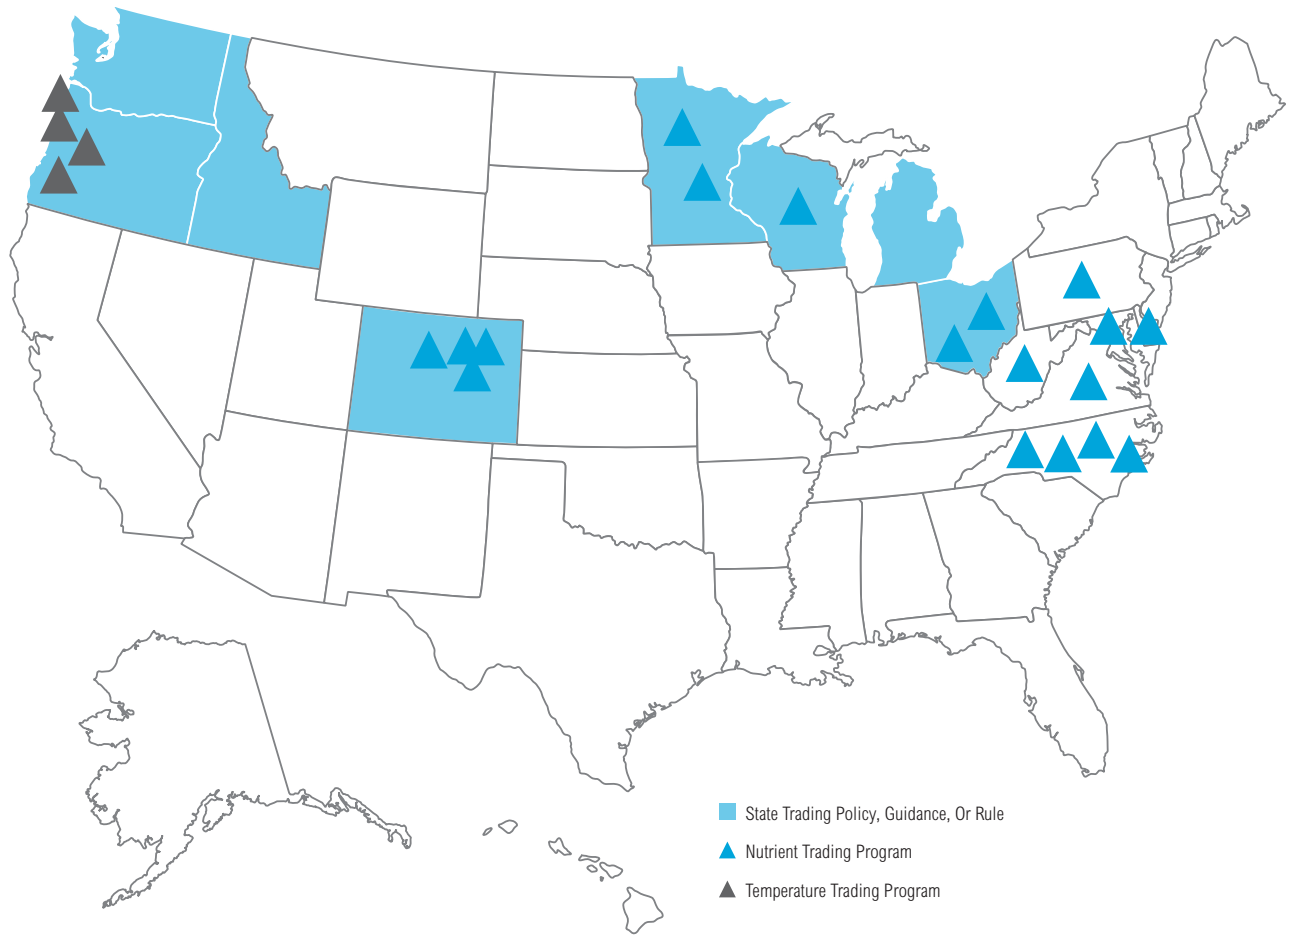 State Trading Policy, Guidance, Or Rule
Nutrient Trading Program
Temperature Trading Program